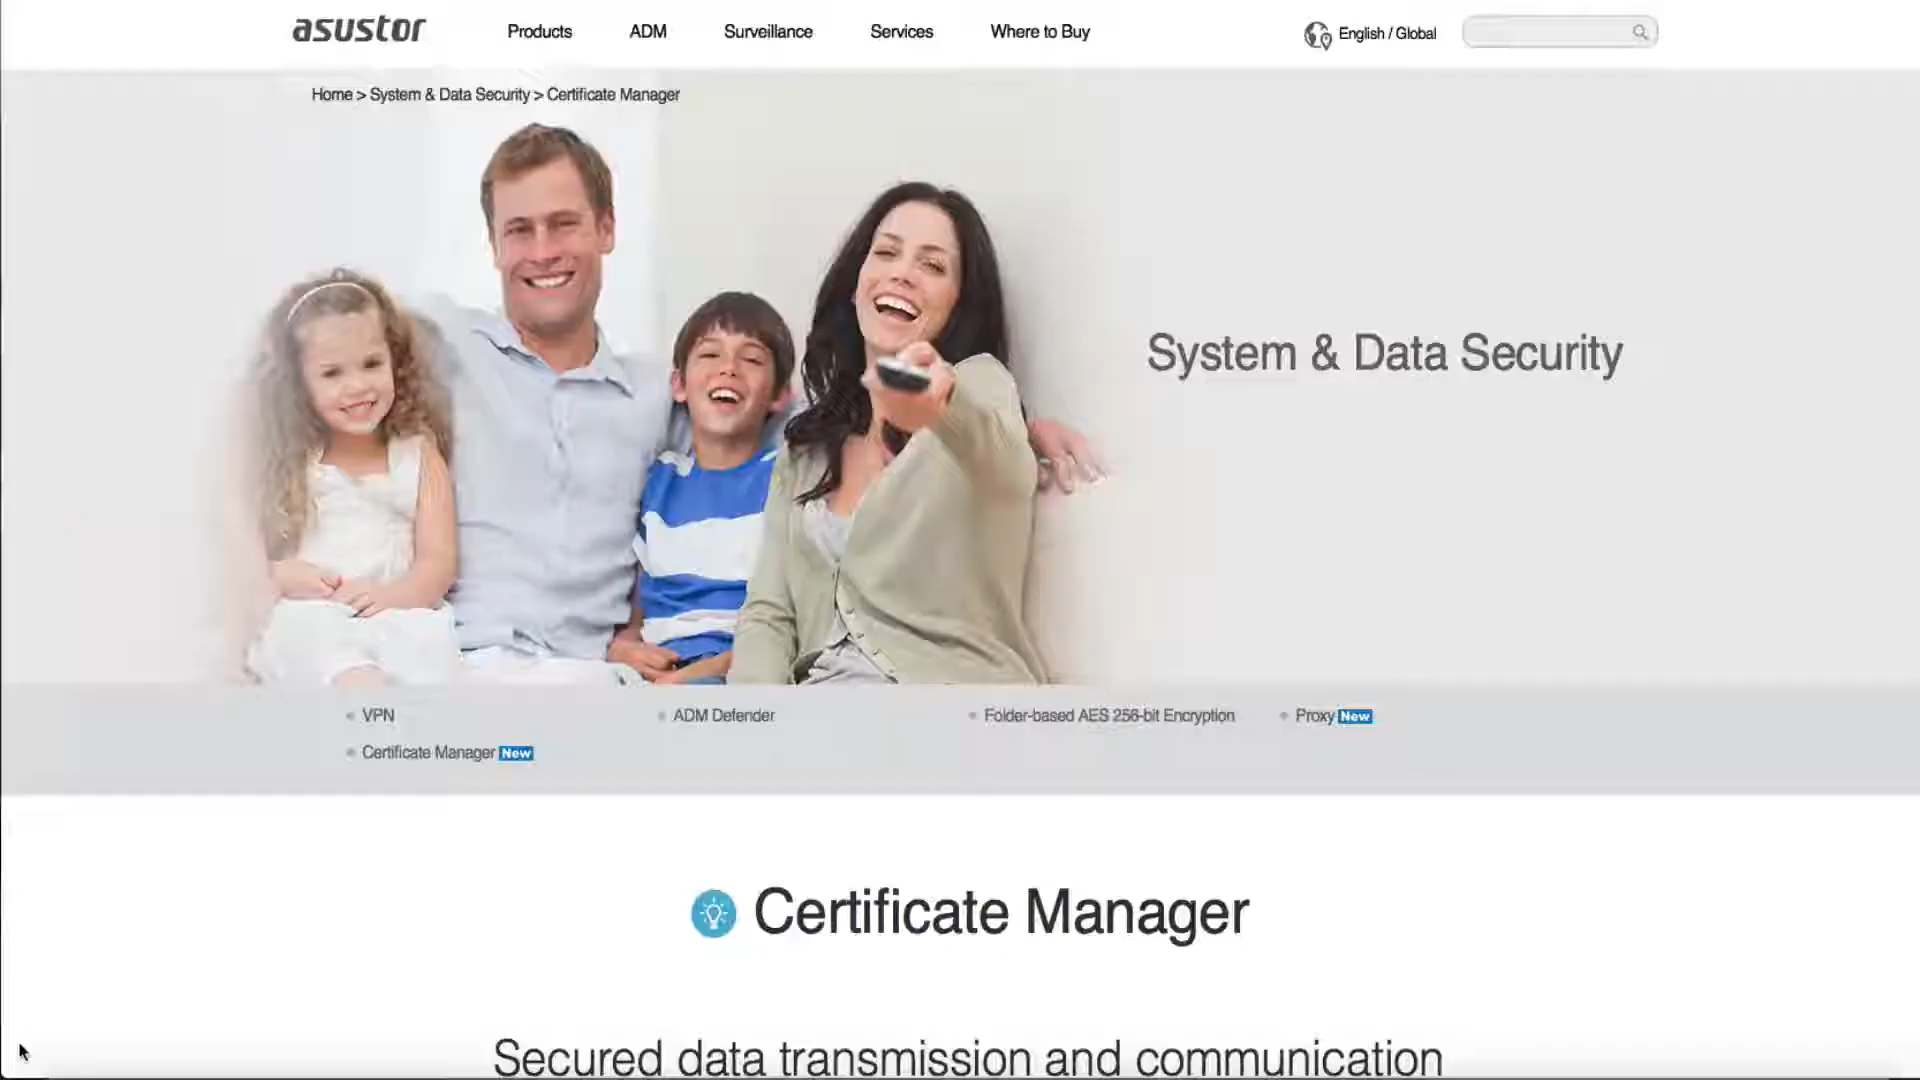 asustor
Products
ADM
Surveillance
Services
Where to Buy
English / Global
Home > System & Data Security > Certificate Manager
System & Data Security
VPN
ADM Defender
Folder-based AES 256-bit Encryption
Proxy New
Certificate Manager New
Certificate Manager
Secured data transmission and communication